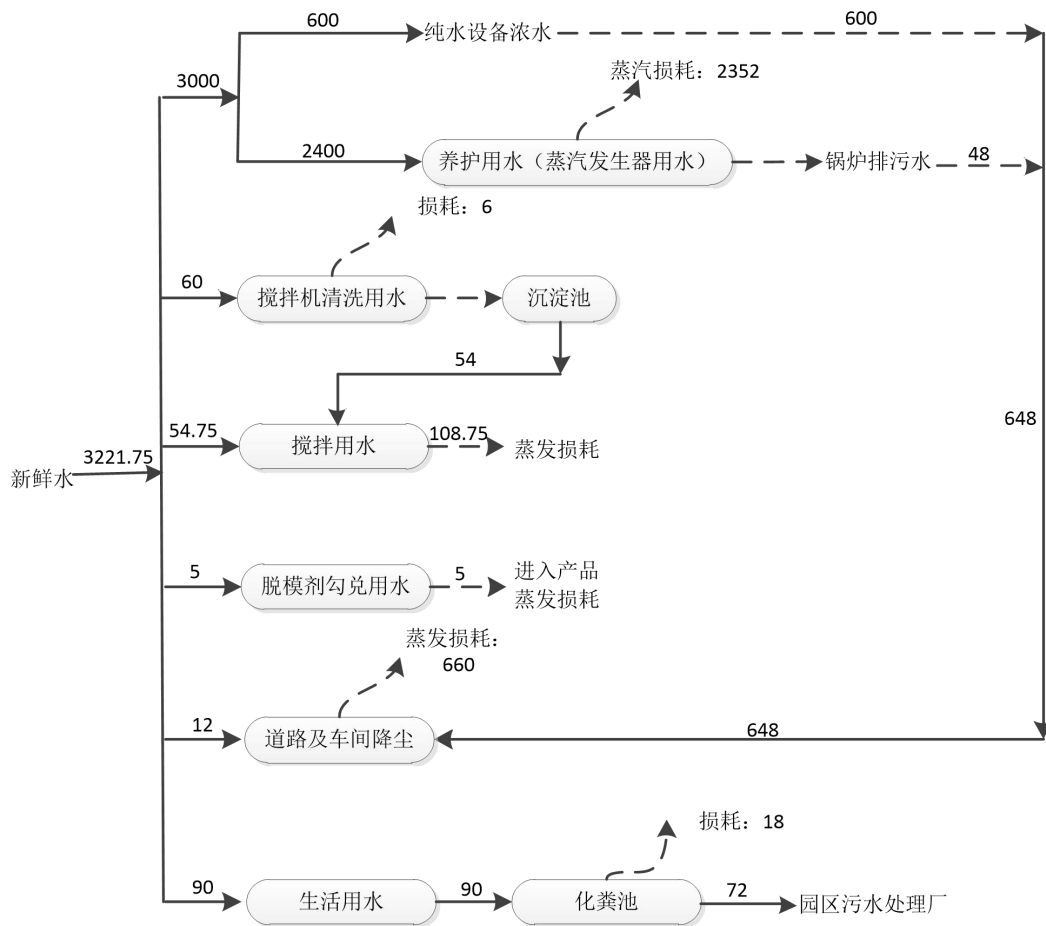 600
纯水设备浓水
600
3000
蒸汽损耗：2352
2400
养护用水（蒸汽发生器用水）
锅炉排污水
48
损耗：6
60
搅拌机清洗用水
沉淀池
54
54.75
搅拌用水
108.75
蒸发损耗
648
新鲜水
3221.75
5
脱模剂勾兑用水
5
进入产品
蒸发损耗
蒸发损耗：
660
12
道路及车间降尘
648
损耗：18
90
生活用水
90
化粪池
72
园区污水处理厂